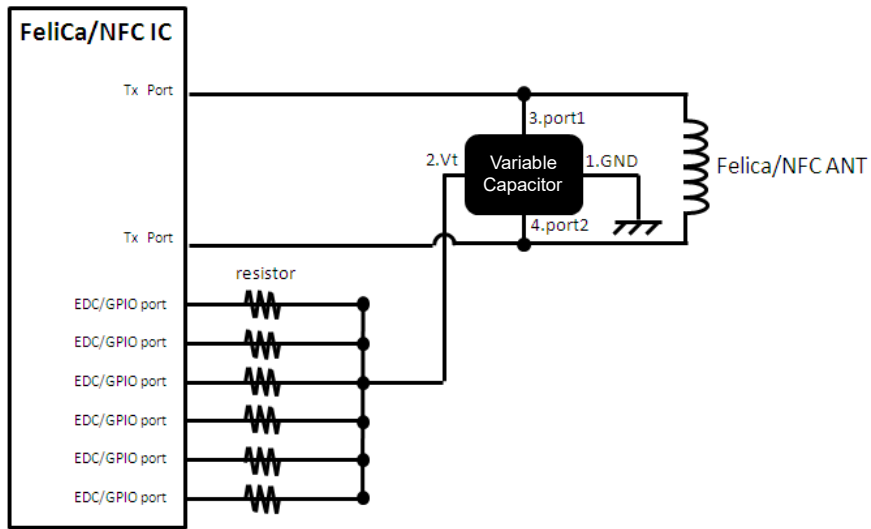 FeliCa/NFC IC
Tx Port
3.port1
2.Vt
Variable
Capacitor
1.GND
Felica/NFC ANT
4.port2
Tx Port
resistor
EDC/GPIO port
EDC/GPIO port
EDC/GPIO port
EDC/GPIO port
EDC/GPIO port
EDC/GPIO port